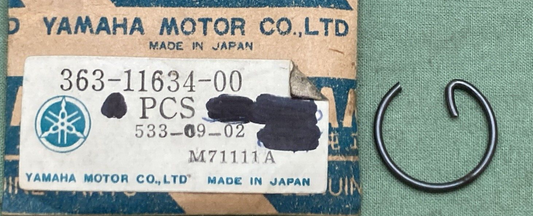 D YAMAHA MOTOR CO.,LTD
MADE IN JAPAN
363-11634-00
PCS
533-09-02
M71111A
YAMAHA MOTOR CO.,LTD. MADE IN JAPAN